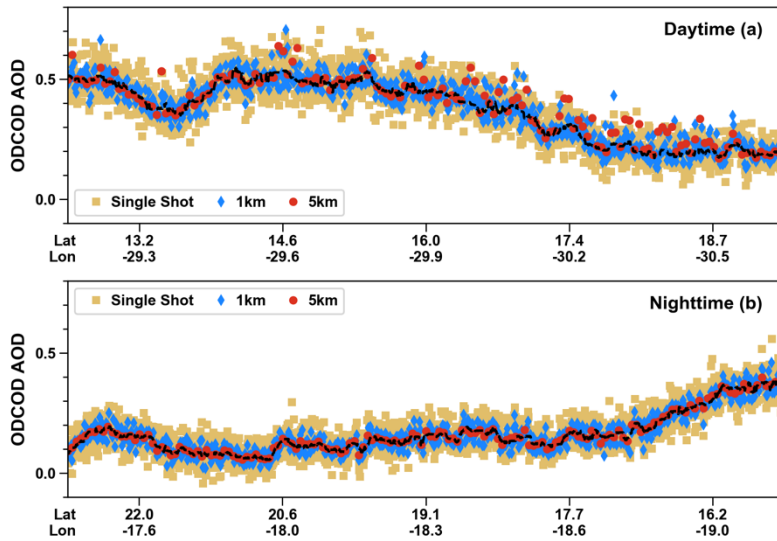 Daytime (a)
ODCOD AOD
0.5
0.0
Single Shot 1km 5km
Lat 13.2 14.6 16.0 17.4 18.7
Lon -29.3 -29.6 -29.9 -30.2 -30.5
Single Shot 1km 5km
Nighttime (b)
ODCOD AOD
0.5
0.0
Lat 22.0 20.6 19.1 17.7 16.2
Lon -17.6 -18.0 -18.3 -18.6 -19.0